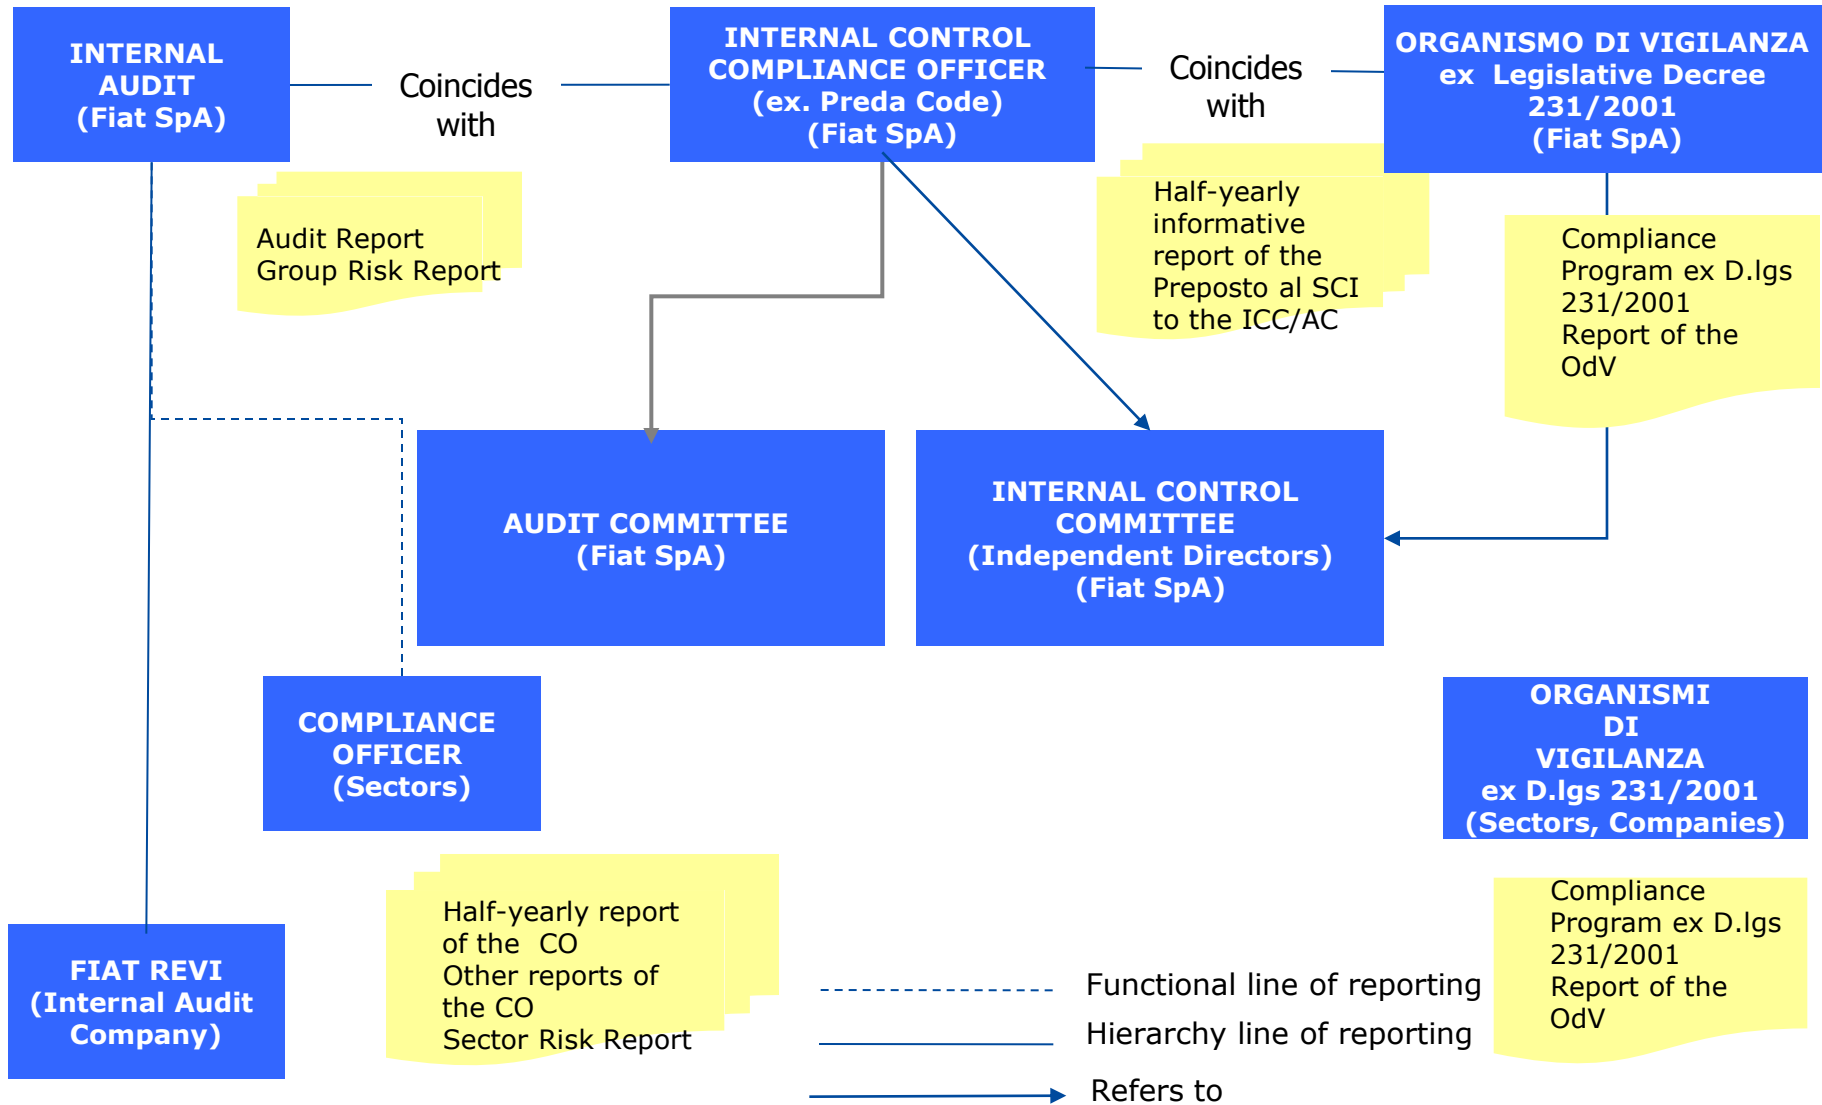 INTERNAL
AUDIT
(Fiat SpA)
Coincides
with
INTERNAL CONTROL
COMPLIANCE OFFICER
(ex. Preda Code)
(Fiat SpA)
Coincides
with
ORGANISMO DI VIGILANZA
ex Legislative Decree
231/2001
(Fiat SpA)
Audit Report
Group Risk Report
Half-yearly
informative
report of the
Preposto al SCI
to the ICC/AC
Compliance
Program ex D.lgs
231/2001
Report of the
OdV
AUDIT COMMITTEE
(Fiat SpA)
INTERNAL CONTROL
COMMITTEE
(Independent Directors)
(Fiat SpA)
COMPLIANCE
OFFICER
(Sectors)
ORGANISMI
DI
VIGILANZA
ex D.lgs 231/2001
(Sectors, Companies)
FIAT REVI
(Internal Audit
Company)
Half-yearly report
of the CO
Other reports of
the CO
Sector Risk Report
Compliance
Program ex D.lgs
231/2001
Report of the
OdV
Functional line of reporting
Hierarchy line of reporting
Refers to